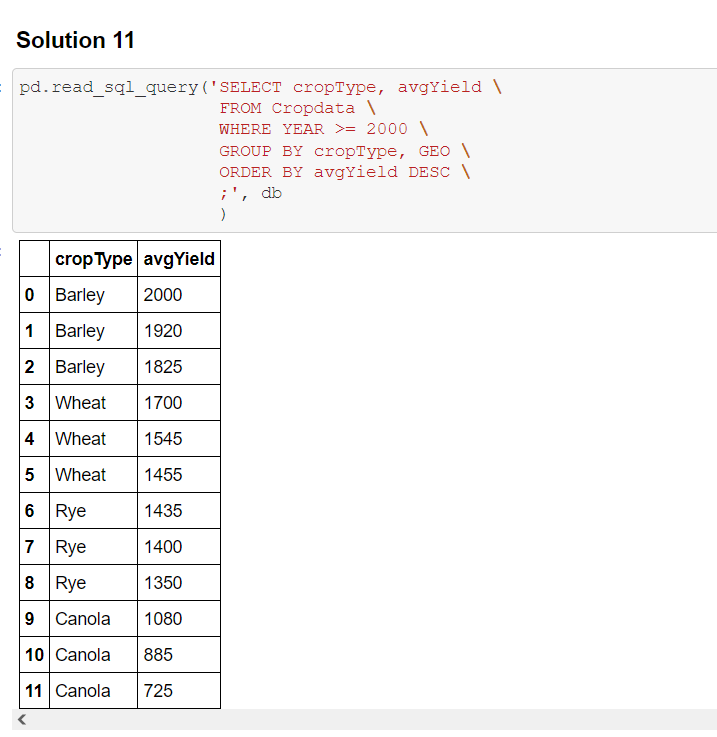 Solution 11
pd.read_sql_query('SELECT cropType, avgYield \
FROM Cropdata \
WHERE YEAR >= 2000 \
GROUP BY cropType, GEO \
ORDER BY avgYield DESC \
;', db
)
cropType avgYield
0 Barley 2000
1 Barley 1920
2 Barley 1825
3 Wheat 1700
4 Wheat 1545
5 Wheat 1455
6 Rye 1435
7 Rye 1400
8 Rye 1350
9 Canola 1080
10 Canola 885
11 Canola 725